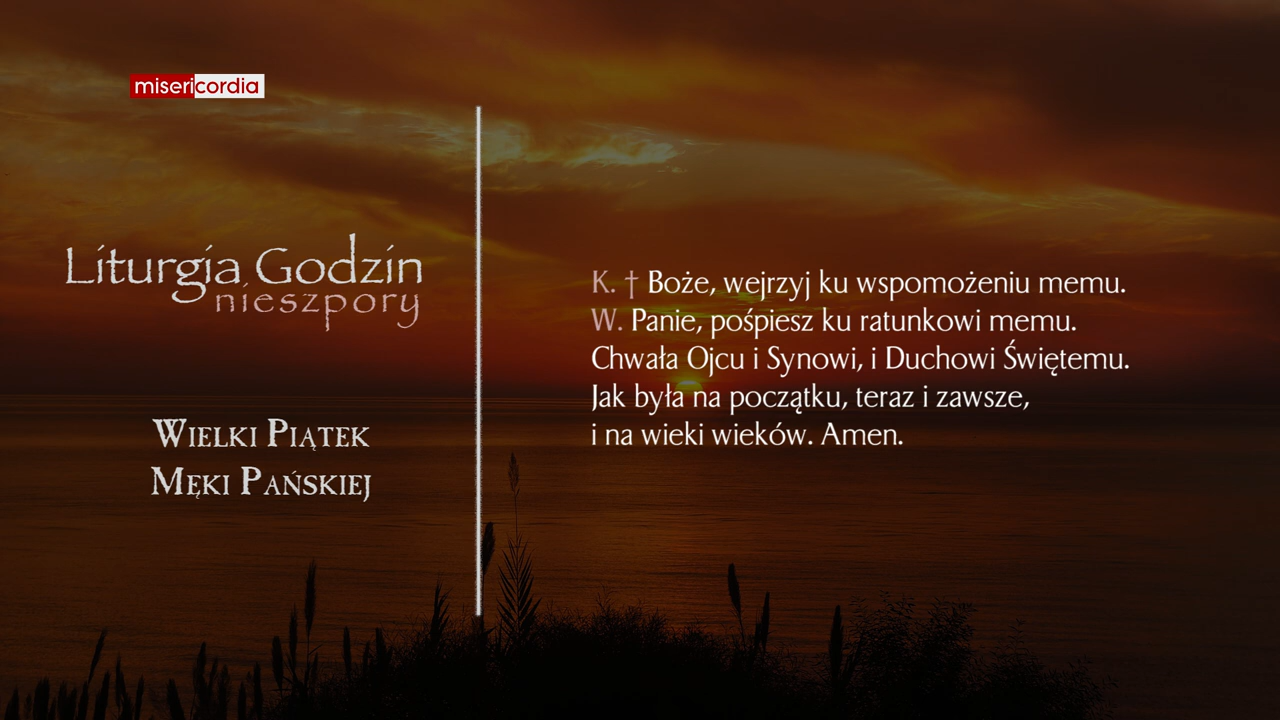 misericordia
Liturgia Godzin
nieszpory
Wielki Piątek
Męki Pańskiej
K. † Boże, wejrzyj ku wspomożeniu memu.
W. Panie, pośpiesz ku ratunkowi memu.
Chwała Ojcu i Synowi, i Duchowi Świętemu.
Jak była na początku, teraz i zawsze,
i na wieki wieków. Amen.